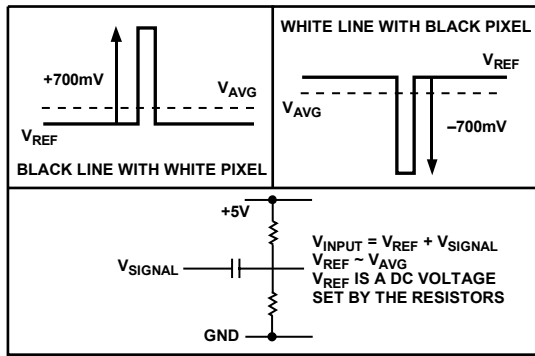 +700mV
V_AVG
V_REF
BLACK LINE WITH WHITE PIXEL
WHITE LINE WITH BLACK PIXEL
V_REF
V_AVG
–700mV
+5V
V_SIGNAL
GND
V_INPUT = V_REF + V_SIGNAL
V_REF ~ V_AVG
V_REF IS A DC VOLTAGE
SET BY THE RESISTORS